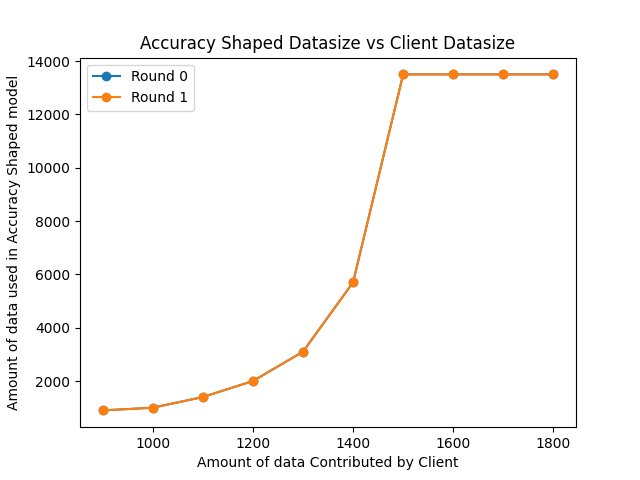 Accuracy Shaped Datasize vs Client Datasize
Round 0
Round 1
Amount of data used in Accuracy Shaped model
14000
12000
10000
8000
6000
4000
2000
1000 1200 1400 1600 1800
Amount of data Contributed by Client